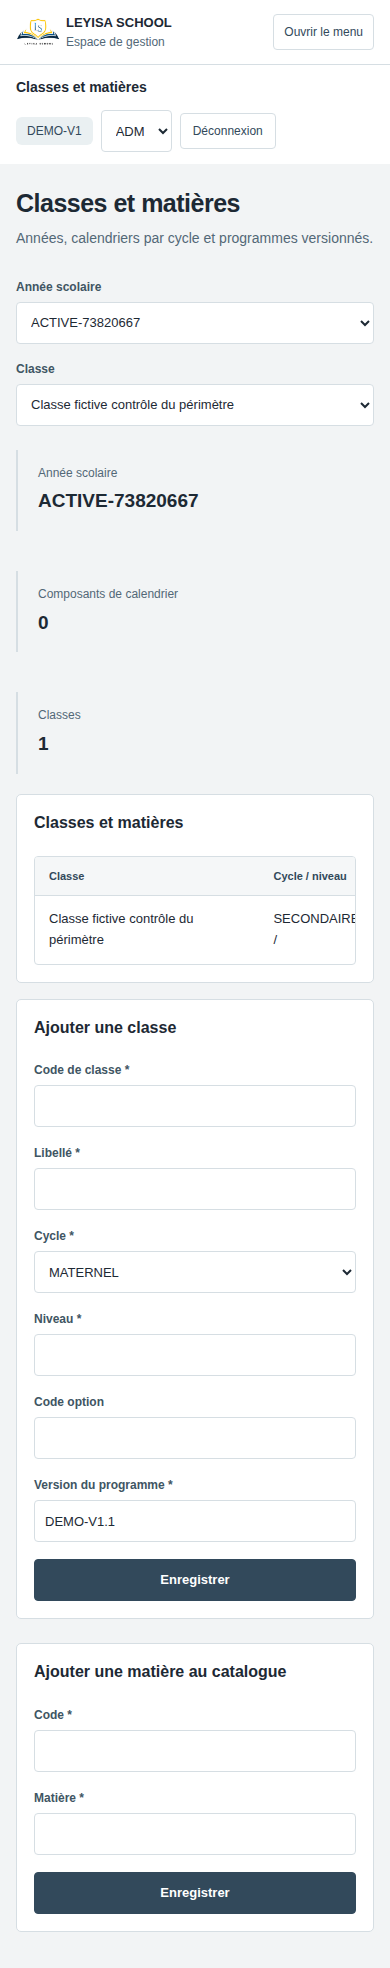 LEYISA SCHOOL
Espace de gestion
Ouvrir le menu
Classes et matières
DEMO-V1
ADM
Déconnexion
Classes et matières
Années, calendriers par cycle et programmes versionnés.
Année scolaire
ACTIVE-73820667
Classe
Classe fictive contrôle du périmètre
Année scolaire
ACTIVE-73820667
Composants de calendrier
0
Classes
1
Classes et matières
Classe
Cycle / niveau
Classe fictive contrôle du
périmètre
SECONDAIRE
/
Ajouter une classe
Code de classe *
Libellé *
Cycle *
MATERNEL
Niveau *
Code option
Version du programme *
DEMO-V1.1
Enregistrer
Ajouter une matière au catalogue
Code *
Matière *
Enregistrer